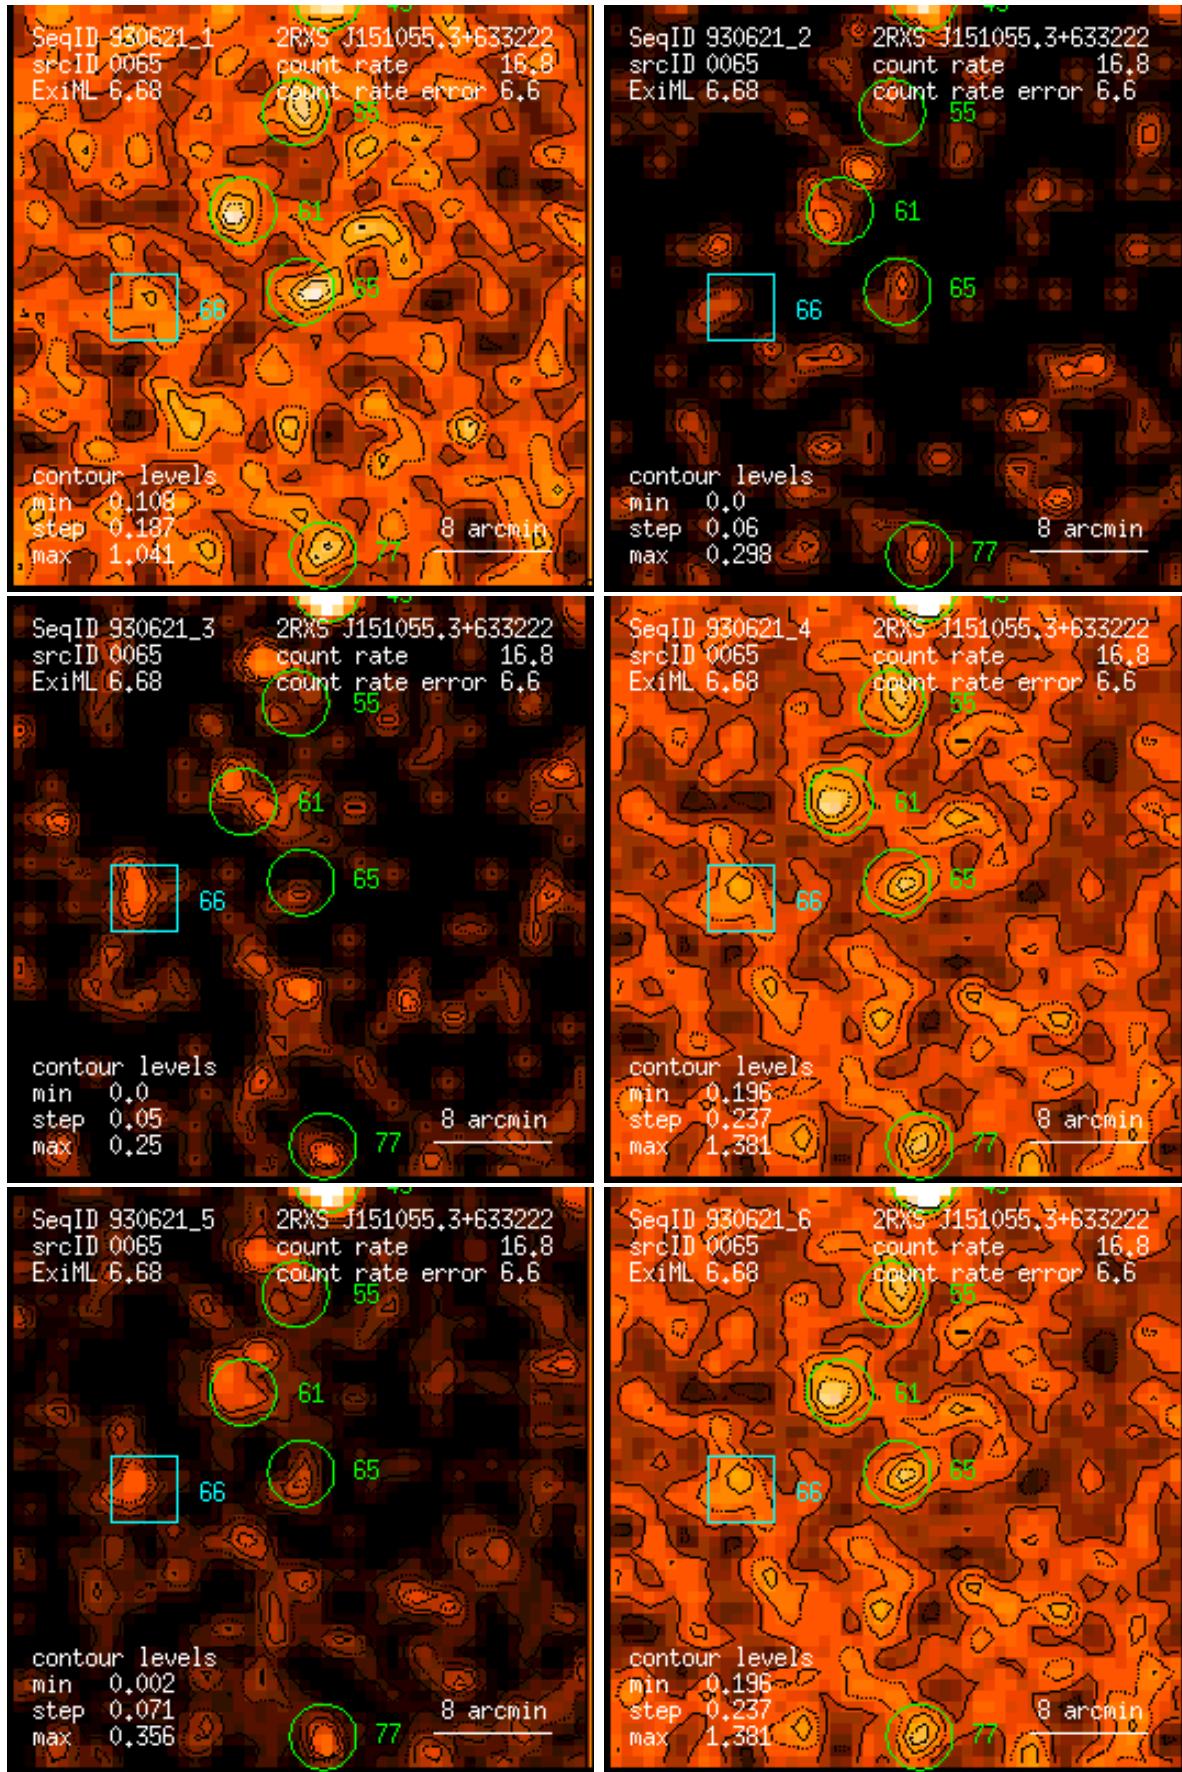 SeqID 930621_1 2RXS J151055.3+633222
srcID 0065 count rate 16.8
ExiML 6.68 count rate error 6.6
55
61
65
66
contour levels
min 0.108
step 0.187
max 1.041
8 arcmin
77
SeqID 930621_2 2RXS J151055.3+633222
srcID 0065 count rate 16.8
ExiML 6.68 count rate error 6.6
55
61
65
66
contour levels
min 0.0
step 0.06
max 0.298
8 arcmin
77
SeqID 930621_3 2RXS J151055.3+633222
srcID 0065 count rate 16.8
ExiML 6.68 count rate error 6.6
55
61
65
66
contour levels
min 0.0
step 0.05
max 0.25
8 arcmin
77
SeqID 930621_4 2RXS J151055.3+633222
srcID 0065 count rate 16.8
ExiML 6.68 count rate error 6.6
55
61
65
66
contour levels
min 0.196
step 0.237
max 1.381
8 arcmin
77
SeqID 930621_5 2RXS J151055.3+633222
srcID 0065 count rate 16.8
ExiML 6.68 count rate error 6.6
55
61
65
66
contour levels
min 0.002
step 0.071
max 0.356
8 arcmin
77
SeqID 930621_6 2RXS J151055.3+633222
srcID 0065 count rate 16.8
ExiML 6.68 count rate error 6.6
55
61
65
66
contour levels
min 0.196
step 0.237
max 1.381
8 arcmin
77